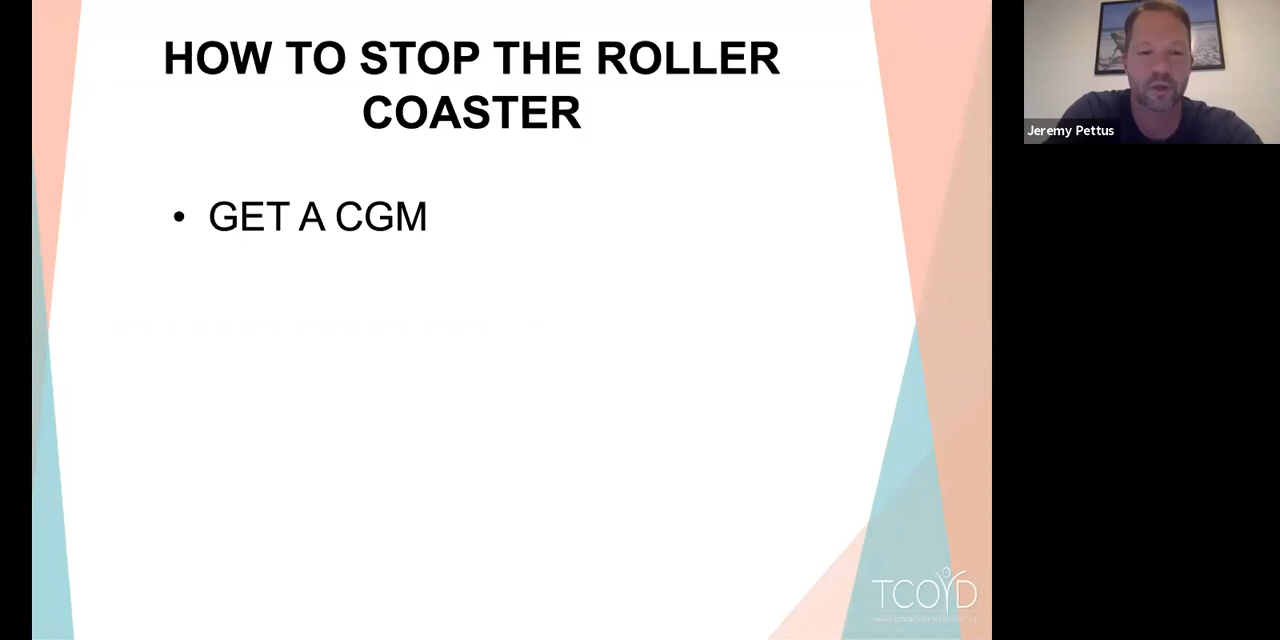 HOW TO STOP THE ROLLER
COASTER
• GET A CGM
Jeremy Pettus
TCOYD